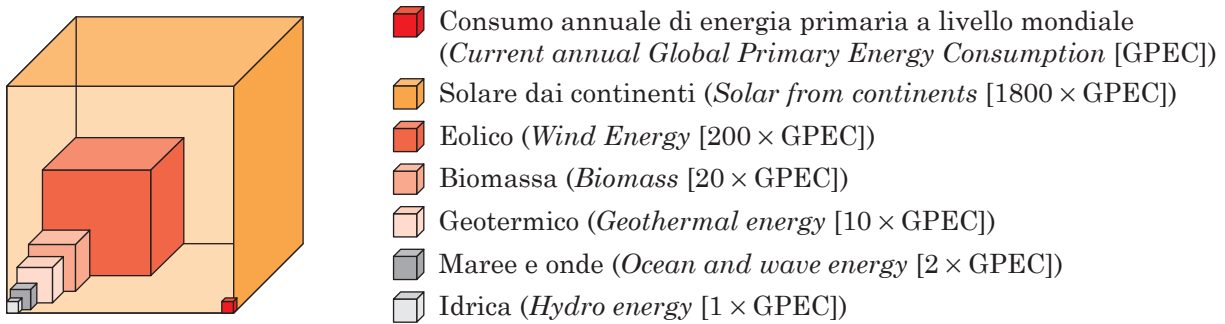 Consumo annuale di energia primaria a livello mondiale
(Current annual Global Primary Energy Consumption [GPEC])
Solare dai continenti (Solar from continents [1800 × GPEC])
Eolico (Wind Energy [200 × GPEC])
Biomassa (Biomass [20 × GPEC])
Geotermico (Geothermal energy [10 × GPEC])
Maree e onde (Ocean and wave energy [2 × GPEC])
Idrica (Hydro energy [1 × GPEC])